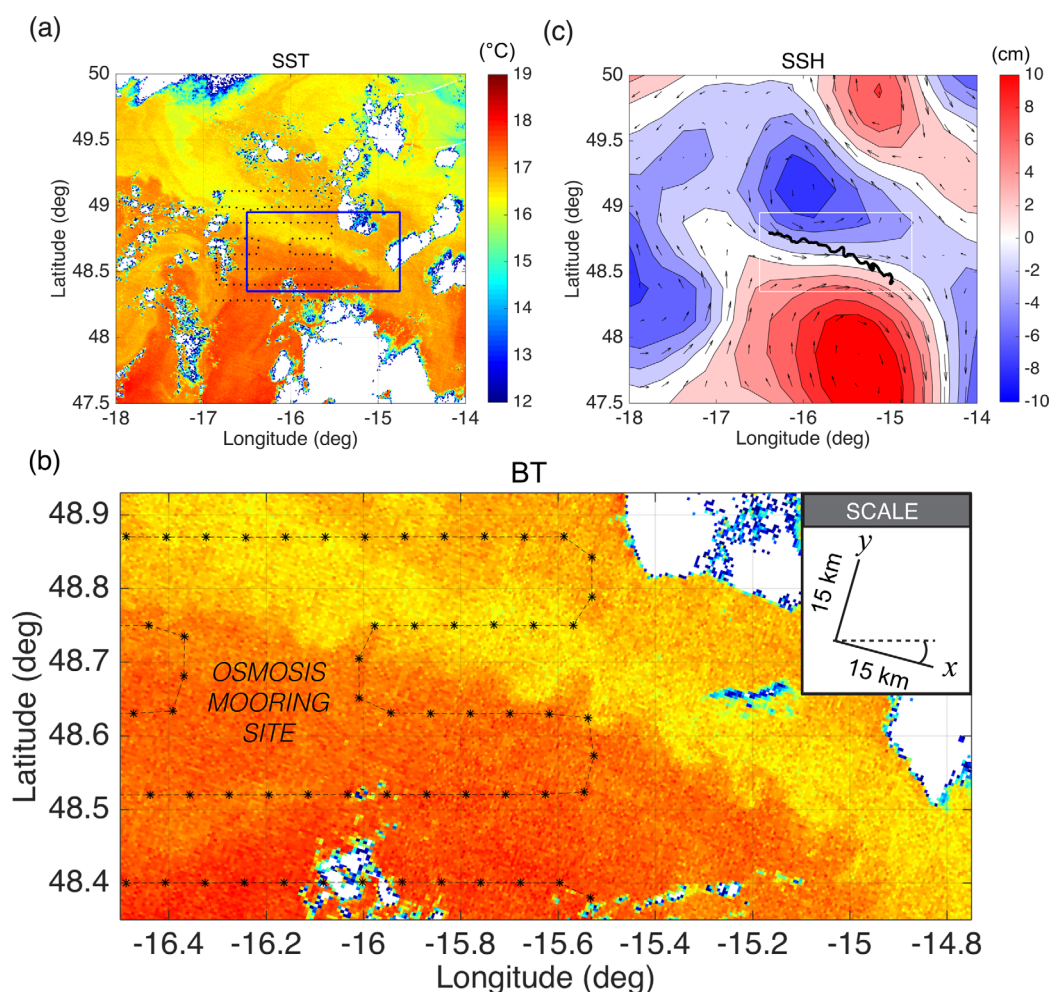 (a)
SST
(°C)
50
49.5
49
48.5
48
47.5
-18
-17
-16
-15
-14
Latitude (deg)
Longitude (deg)
19
18
17
16
15
14
13
12
(c)
SSH
(cm)
50
49.5
49
48.5
48
47.5
-18
-17
-16
-15
-14
Latitude (deg)
Longitude (deg)
10
8
6
4
2
0
-2
-4
-6
-8
-10
(b)
BT
48.9
48.8
48.7
48.6
48.5
48.4
Latitude (deg)
OSMOSIS
MOORING
SITE
SCALE
y
15 km
15 km
x
-16.4
-16.2
-16
-15.8
-15.6
-15.4
-15.2
-15
-14.8
Longitude (deg)